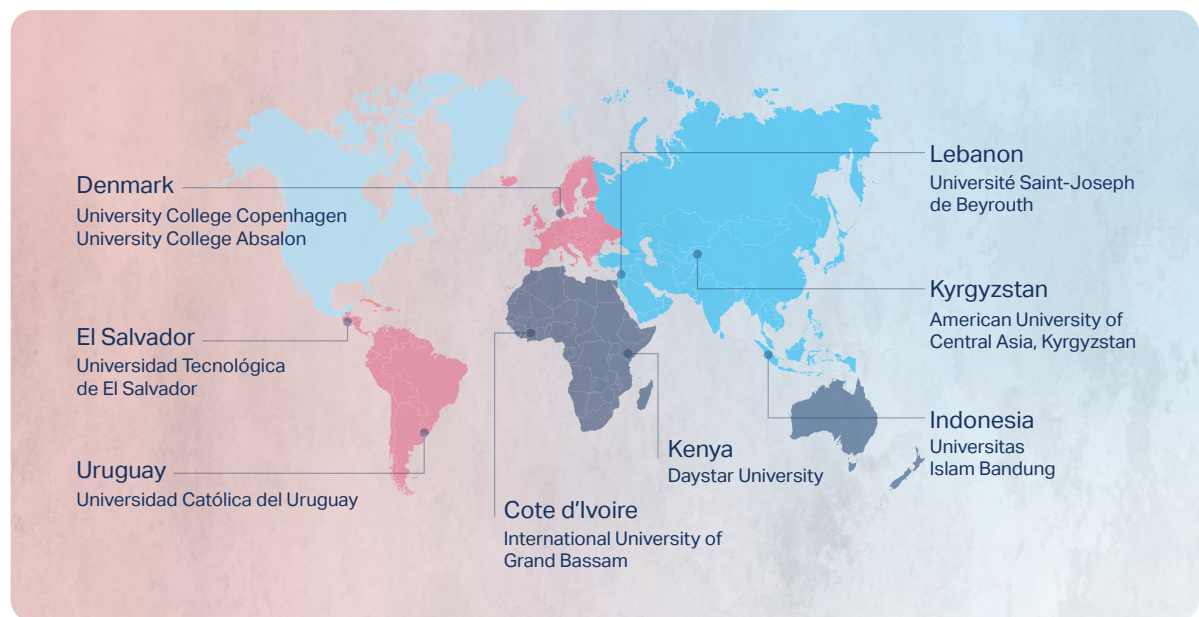 Denmark
University College Copenhagen
University College Absalon
El Salvador
Universidad Tecnológica
de El Salvador
Uruguay
Universidad Católica del Uruguay
Cote d'Ivoire
International University of
Grand Bassam
Kenya
Daystar University
Lebanon
Université Saint-Joseph
de Beyrouth
Kyrgyzstan
American University of
Central Asia, Kyrgyzstan
Indonesia
Universitas
Islam Bandung